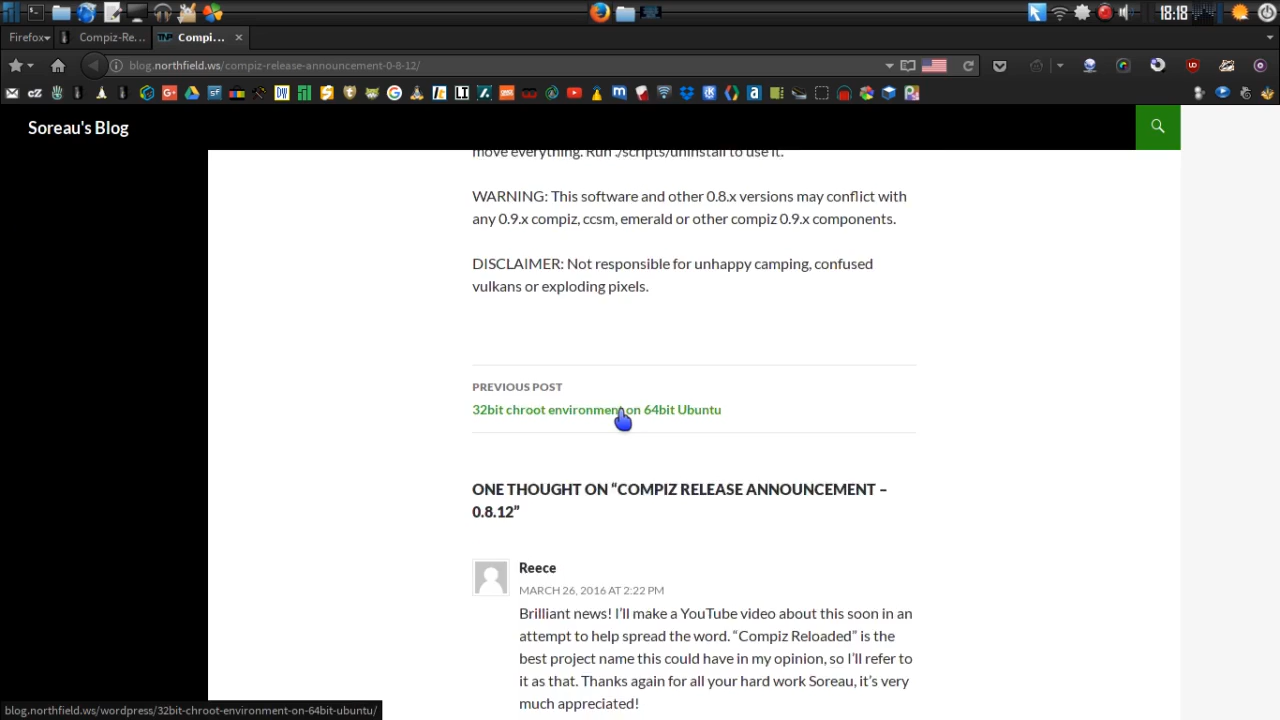 18:18
Firefox
Compiz-Re...
TNP Compi...
blog.northfield.ws/compiz-release-announcement-0-8-12/
Soreau's Blog
move everything. Run ./scripts/uninstall to use it.
WARNING: This software and other 0.8.x versions may conflict with
any 0.9.x compiz, ccsm, emerald or other compiz 0.9.x components.
DISCLAIMER: Not responsible for unhappy camping, confused
vulkans or exploding pixels.
PREVIOUS POST
32bit chroot environment on 64bit Ubuntu
ONE THOUGHT ON “COMPIZ RELEASE ANNOUNCEMENT –
0.8.12”
Reece
MARCH 26, 2016 AT 2:22 PM
Brilliant news! I’ll make a YouTube video about this soon in an
attempt to help spread the word. “Compiz Reloaded” is the
best project name this could have in my opinion, so I’ll refer to
it as that. Thanks again for all your hard work Soreau, it’s very
much appreciated!
blog.northfield.ws/wordpress/32bit-chroot-environment-on-64bit-ubuntu/